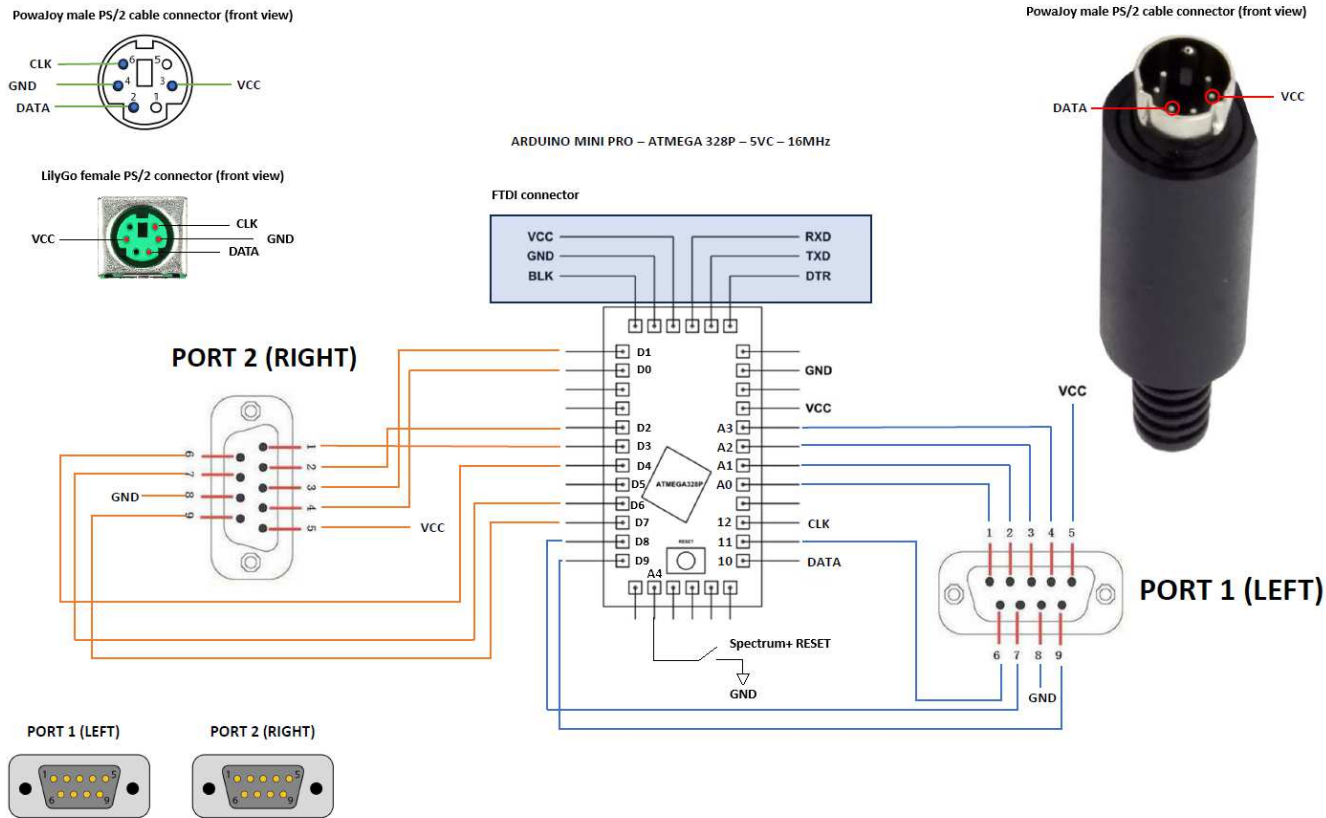 PowaJoy male PS/2 cable connector (front view)
CLK
GND
DATA
VCC
6
5
4
3
2
1
PowaJoy male PS/2 cable connector (front view)
DATA
VCC
LilyGo female PS/2 connector (front view)
VCC
CLK
GND
DATA
ARDUINO MINI PRO – ATMEGA 328P – 5VC – 16MHz
FTDI connector
VCC
GND
BLK
RXD
TXD
DTR
PORT 2 (RIGHT)
1
2
3
4
5
6
7
8
9
GND
VCC
D1
D0
D2
D3
D4
D5
D6
D7
D8
D9
A4
ATMEGA328P
RESET
A3
A2
A1
A0
12
11
10
GND
VCC
CLK
DATA
Spectrum+ RESET
GND
VCC
1 2 3 4 5
6 7 8 9
GND
PORT 1 (LEFT)
PORT 1 (LEFT)
1 5
6 9
PORT 2 (RIGHT)
1 5
6 9